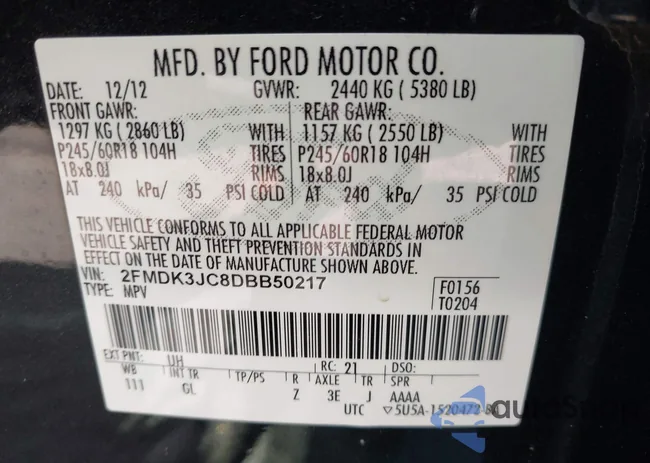 MFD. BY FORD MOTOR CO.
DATE: 12/12 GVWR: 2440 KG ( 5380 LB)
FRONT GAWR: REAR GAWR:
1297 KG ( 2860 LB) WITH 1157 KG ( 2550 LB)
P245/60R18 104H TIRES P245/60R18 104H
18x8.0J RIMS 18x8.0J
AT 240 kPa/ 35 PSI COLD AT 240 kPa/ 35 PSI COLD
WITH
TIRES
RIMS
THIS VEHICLE CONFORMS TO ALL APPLICABLE FEDERAL MOTOR
VEHICLE SAFETY AND THEFT PREVENTION STANDARDS IN
EFFECT ON THE DATE OF MANUFACTURE SHOWN ABOVE.
VIN: 2FMDK3JC8DBB50217
TYPE: MPV
F0156
T0204
EXT PNT: UH RC: 21 DSO:
WB INT TR TP/PS R AXLE TR SPR
111 GL Z 3E J AAAA
UTC